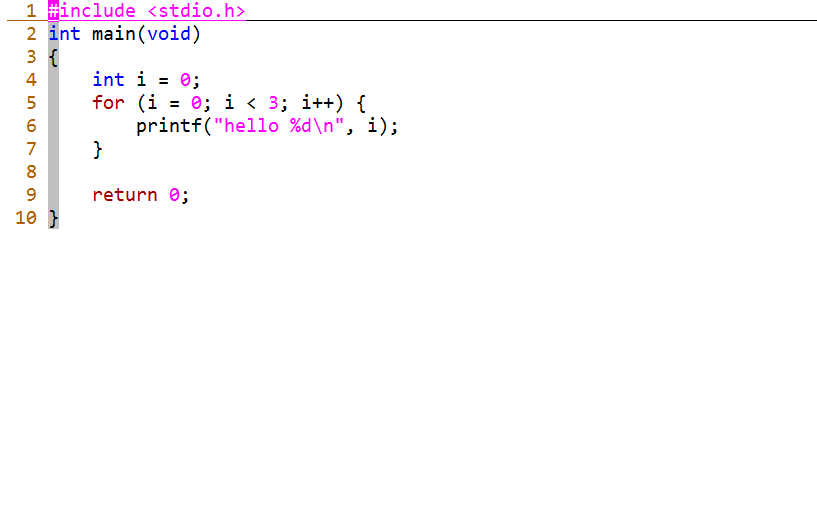 1 #include <stdio.h>
2 int main(void)
3 {
4     int i = 0;
5     for (i = 0; i < 3; i++) {
6         printf("hello %d\n", i);
7     }
8
9     return 0;
10 }